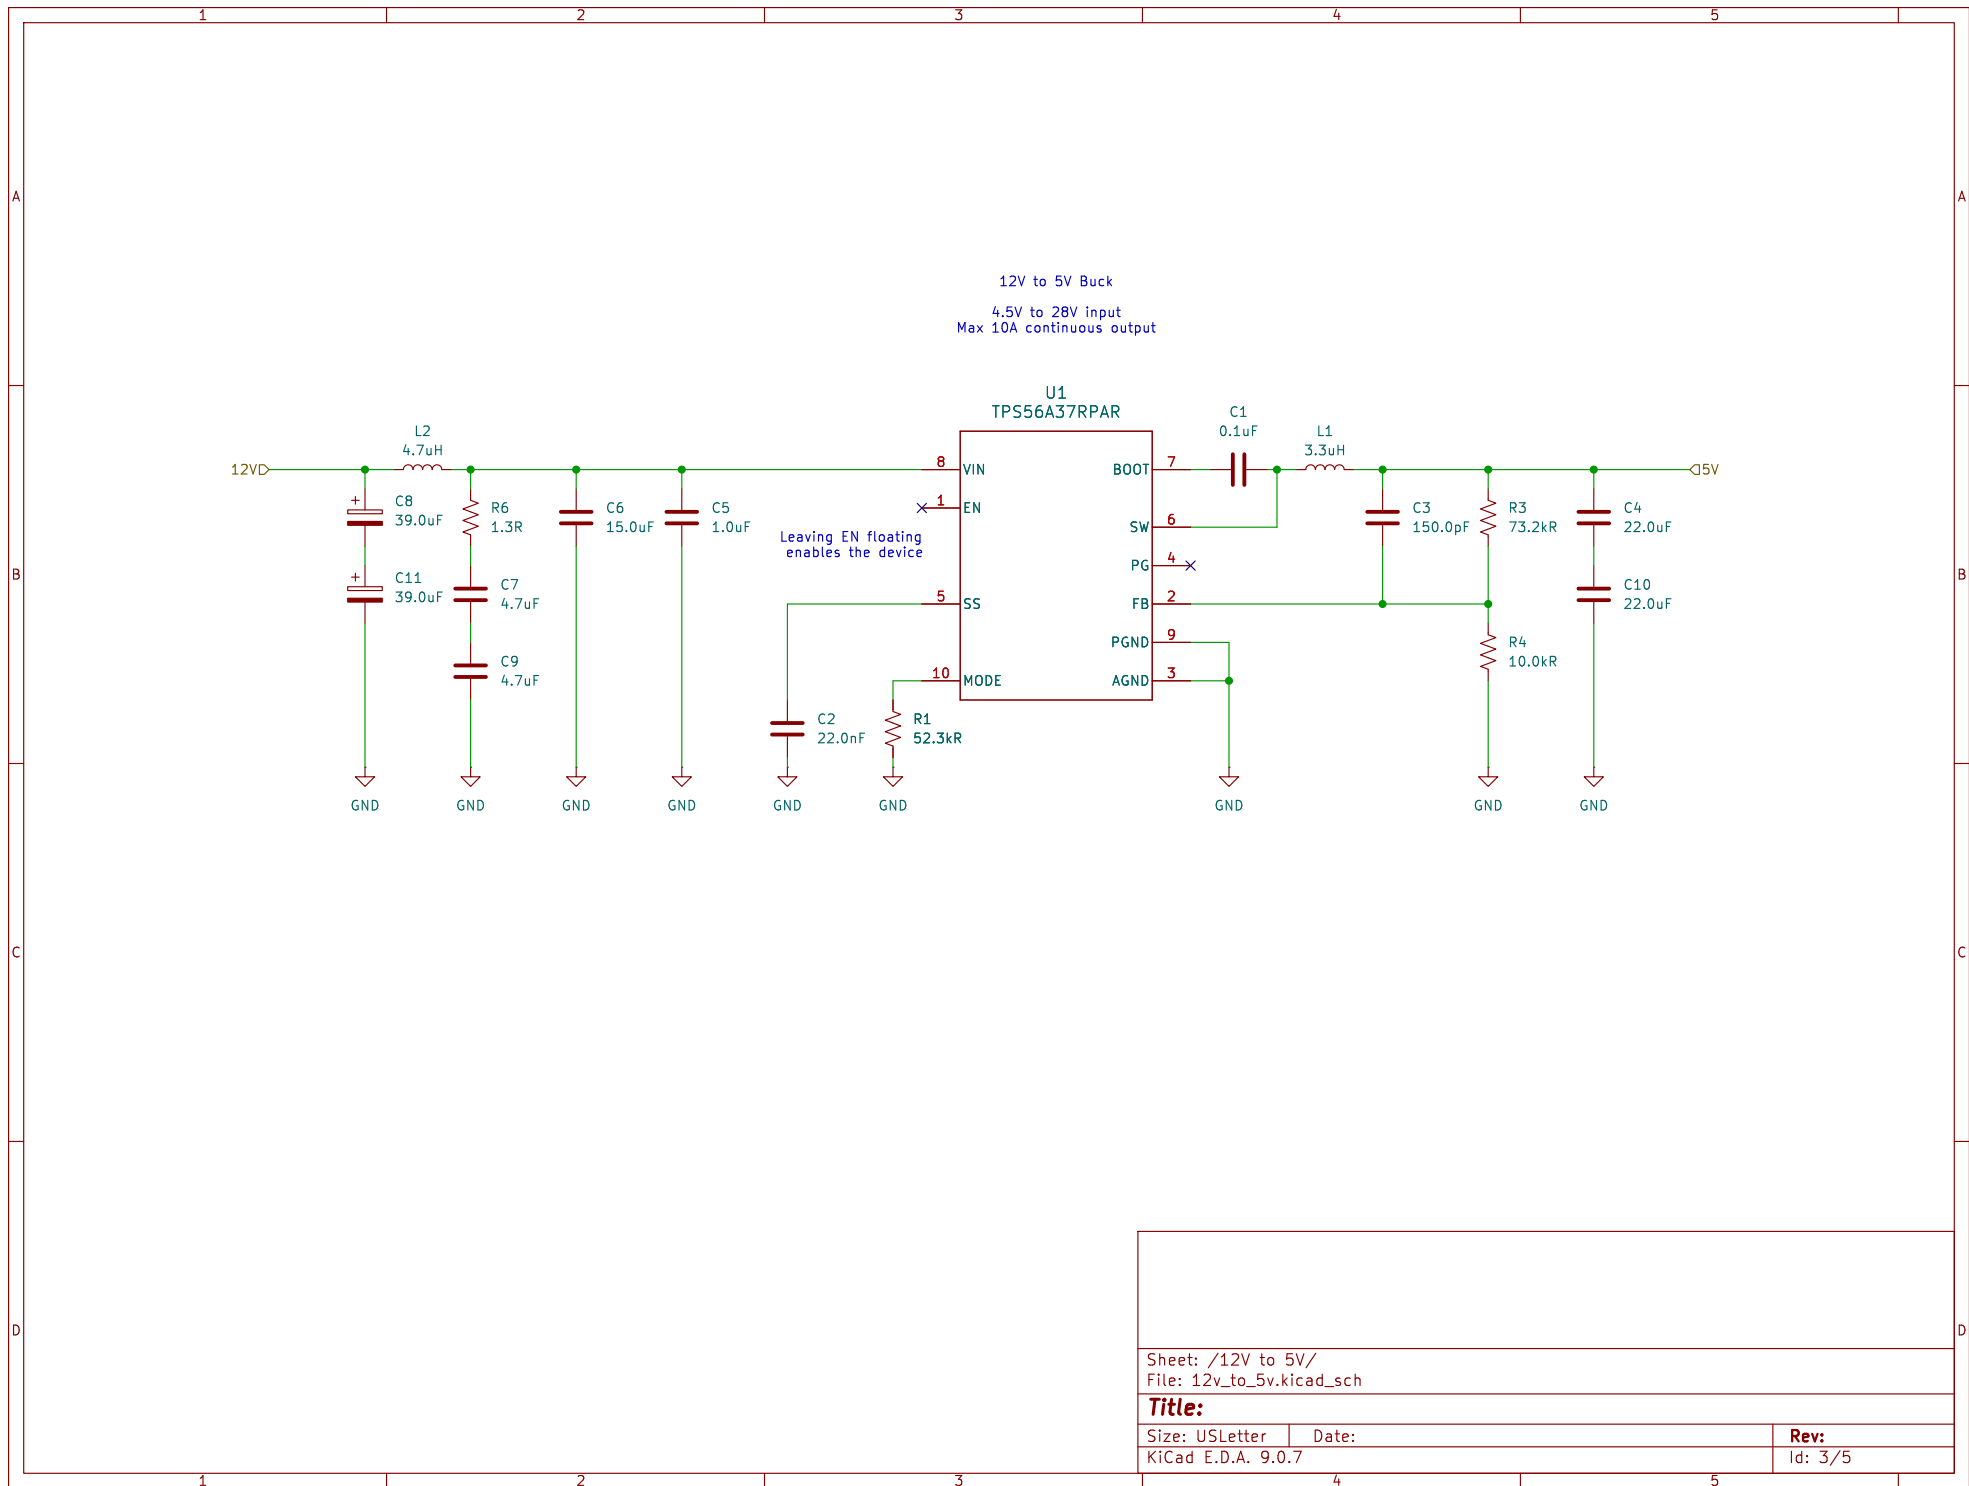 1 2 3 4 5
A A
12V to 5V Buck
4.5V to 28V input
Max 10A continuous output
U1
TPS56A37RPAR
L2
4.7uH
C1
0.1uF
L1
3.3uH
12V
5V
8 VIN
1 EN
5 SS
10 MODE
BOOT 7
SW 6
PG 4
FB 2
PGND 9
AGND 3
C8
39.0uF
C11
39.0uF
R6
1.3R
C7
4.7uF
C9
4.7uF
C6
15.0uF
C5
1.0uF
Leaving EN floating
enables the device
C2
22.0nF
R1
52.3kR
C3
150.0pF
R3
73.2kR
R4
10.0kR
C4
22.0uF
C10
22.0uF
B B
GND GND GND GND GND GND GND GND GND
C C
D D
Sheet: /12V to 5V/
File: 12v_to_5v.kicad_sch
Title:
Size: USLetter Date: Rev:
KiCad E.D.A. 9.0.7 Id: 3/5
1 2 3 4 5